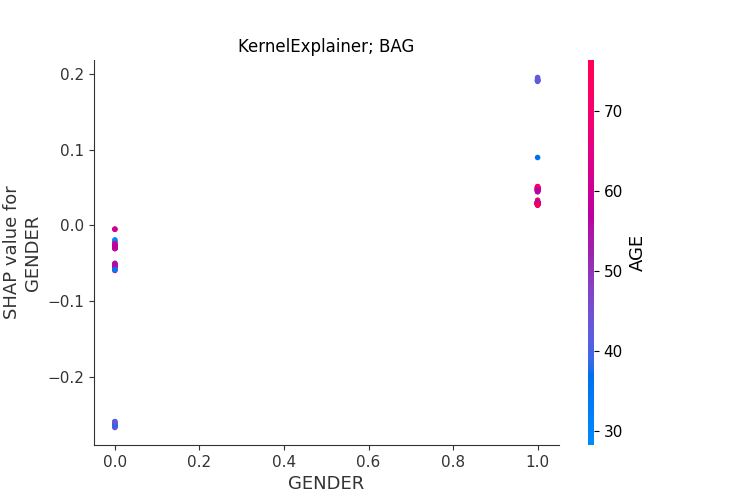 KernelExplainer; BAG
0.2
0.1
0.0
−0.1
−0.2
SHAP value for
GENDER
0.0 0.2 0.4 0.6 0.8 1.0
GENDER
70
60
50
40
30
AGE